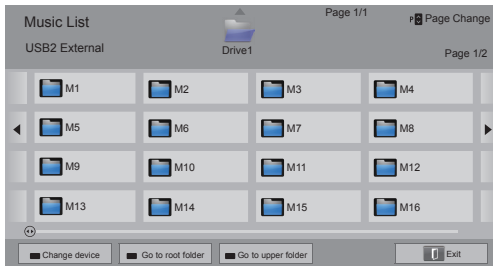 Music List
Page 1/1
P Page Change
USB2 External
Drive1
Page 1/2
M1 M2 M3 M4
M5 M6 M7 M8
M9 M10 M11 M12
M13 M14 M15 M16
Change device Go to root folder Go to upper folder Exit